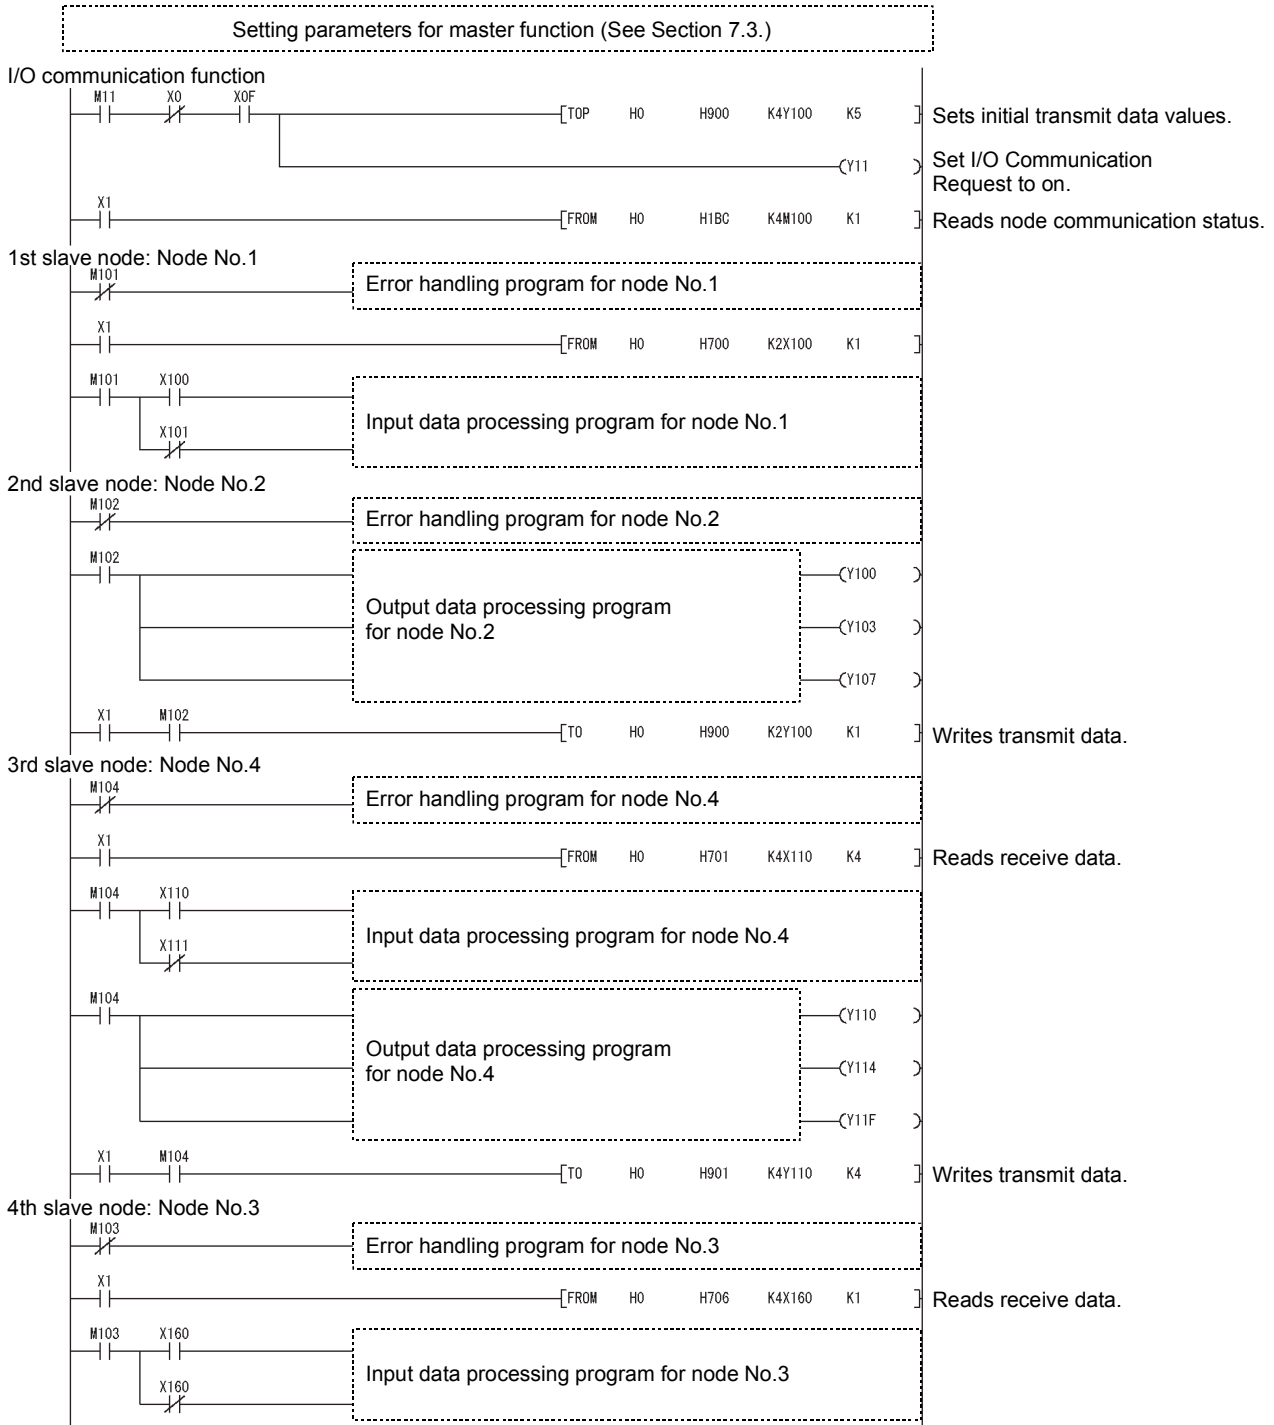 Setting parameters for master function (See Section 7.3.)
I/O communication function
M11 X0 X0F
TOP H0 H900 K4Y100 K5
Sets initial transmit data values.
Y11
Set I/O Communication
Request to on.
X1
FROM H0 H1BC K4M100 K1
Reads node communication status.
1st slave node: Node No.1
M101
Error handling program for node No.1
X1
FROM H0 H700 K2X100 K1
M101 X100
Input data processing program for node No.1
X101
2nd slave node: Node No.2
M102
Error handling program for node No.2
M102
Y100
Output data processing program
for node No.2
Y103
Y107
X1 M102
TO H0 H900 K2Y100 K1
Writes transmit data.
3rd slave node: Node No.4
M104
Error handling program for node No.4
X1
FROM H0 H701 K4X110 K4
Reads receive data.
M104 X110
Input data processing program for node No.4
X111
M104
Y110
Output data processing program
for node No.4
Y114
Y11F
X1 M104
TO H0 H901 K4Y110 K4
Writes transmit data.
4th slave node: Node No.3
M103
Error handling program for node No.3
X1
FROM H0 H706 K4X160 K1
Reads receive data.
M103 X160
Input data processing program for node No.3
X160